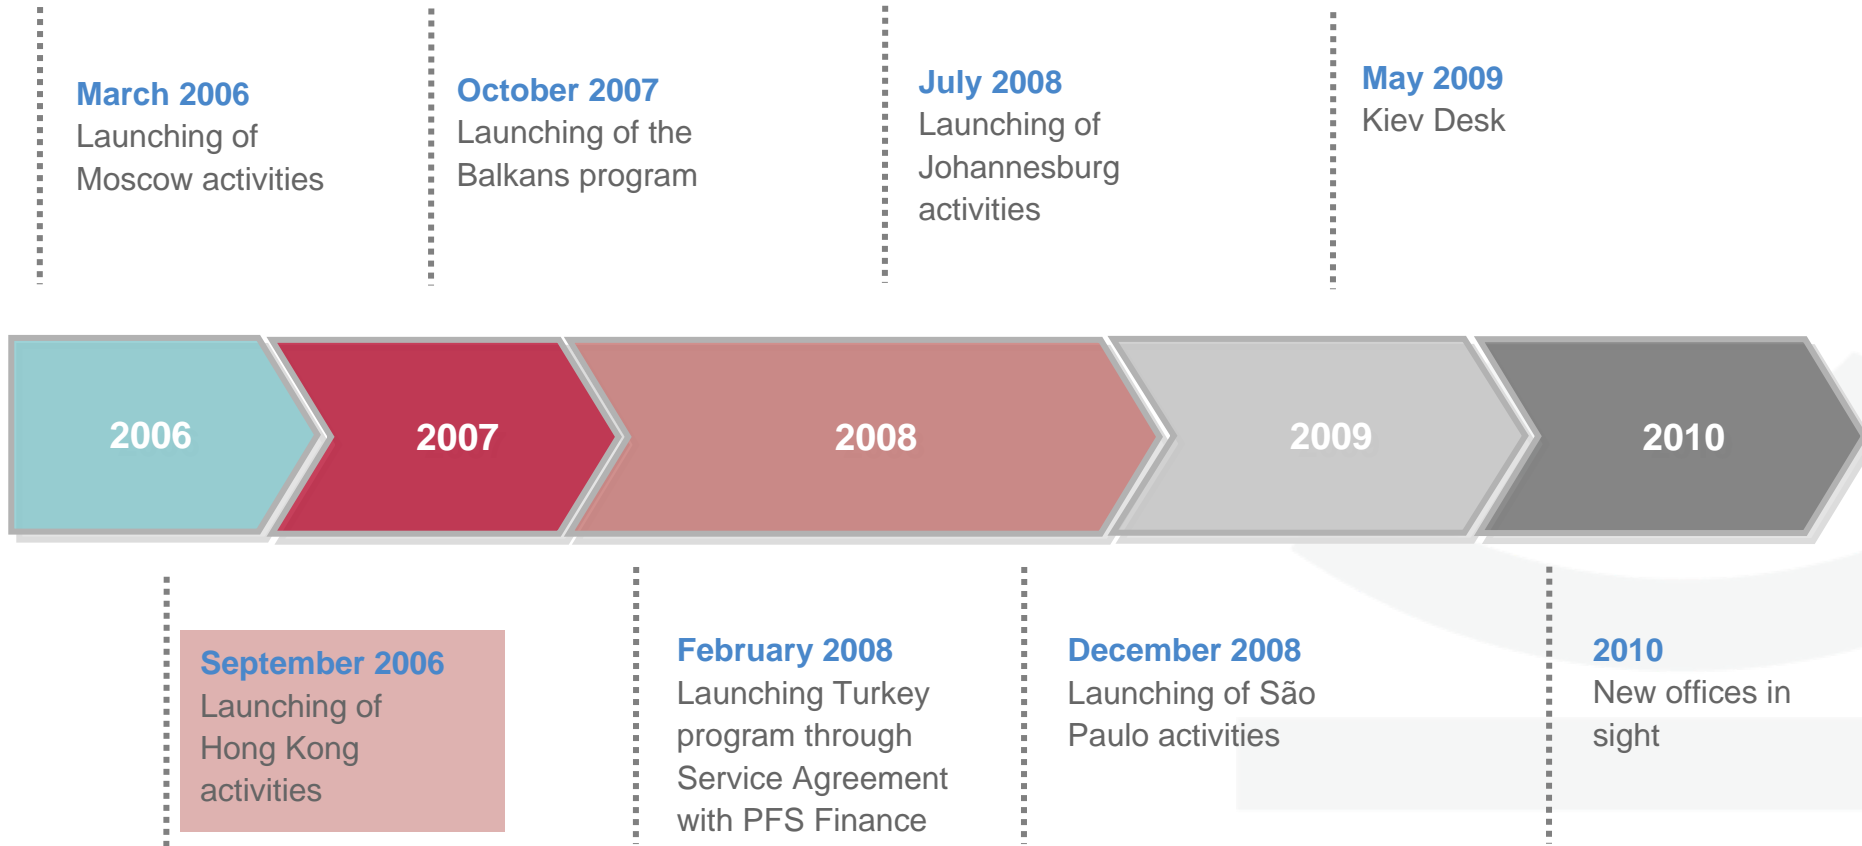 March 2006
Launching of
Moscow activities
October 2007
Launching of the
Balkans program
July 2008
Launching of
Johannesburg
activities
May 2009
Kiev Desk
2006
2007
2008
2009
2010
September 2006
Launching of
Hong Kong
activities
February 2008
Launching Turkey
program through
Service Agreement
with PFS Finance
December 2008
Launching of São
Paulo activities
2010
New offices in
sight